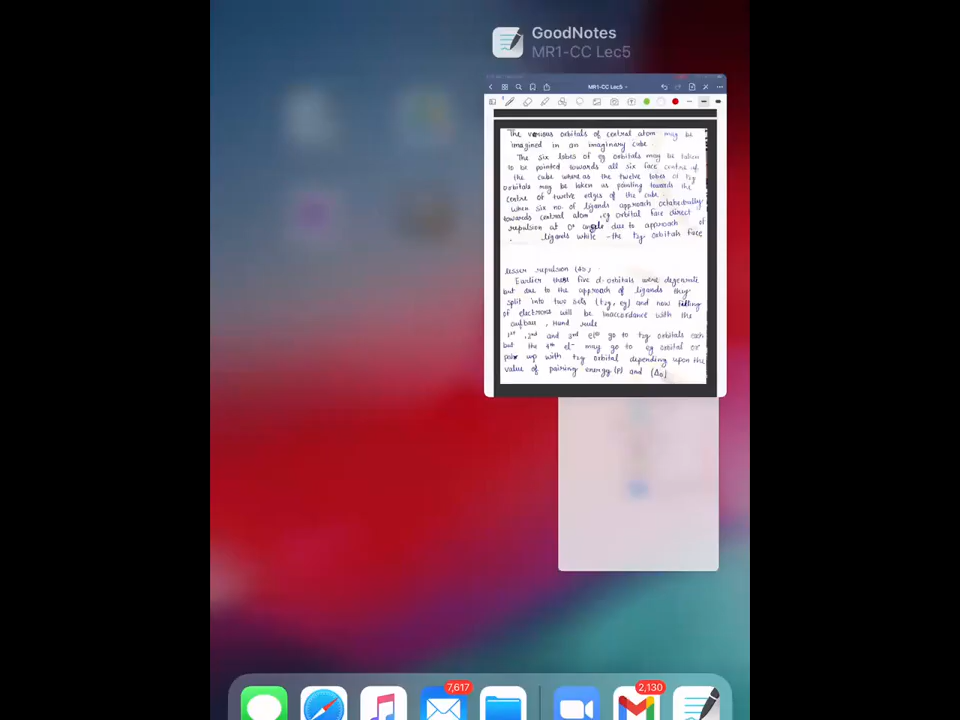 GoodNotes
MR1-CC Lec5
MR1-CC Lec5
The various orbitals of central atom may be
imagined in an imaginary cube
The six lobes of eg orbitals may be taken
to be pointed towards all six face centre of
the cube where as the twelve lobes of t2g
orbitals may be taken as pointing towards the
centre of twelve edges of the cube.
When six no. of ligands approach octahedrally
towards central atom, eg orbital face direct
repulsion at 0° angle due to approach of
ligands while the t2g orbitals face
lesser repulsion (Δo)
Earlier these five d-orbitals were degenerate
but due to the approach of ligands they
split into two sets (t2g, eg) and now filling
of electrons will be inaccordance with the
aufbau, Hund rule
1st, 2nd and 3rd go to t2g orbitals each
but the 4th el- may go to eg orbital or
pair up with t2g orbital depending upon the
value of pairing energy (P) and (Δo)
7,617
2,130